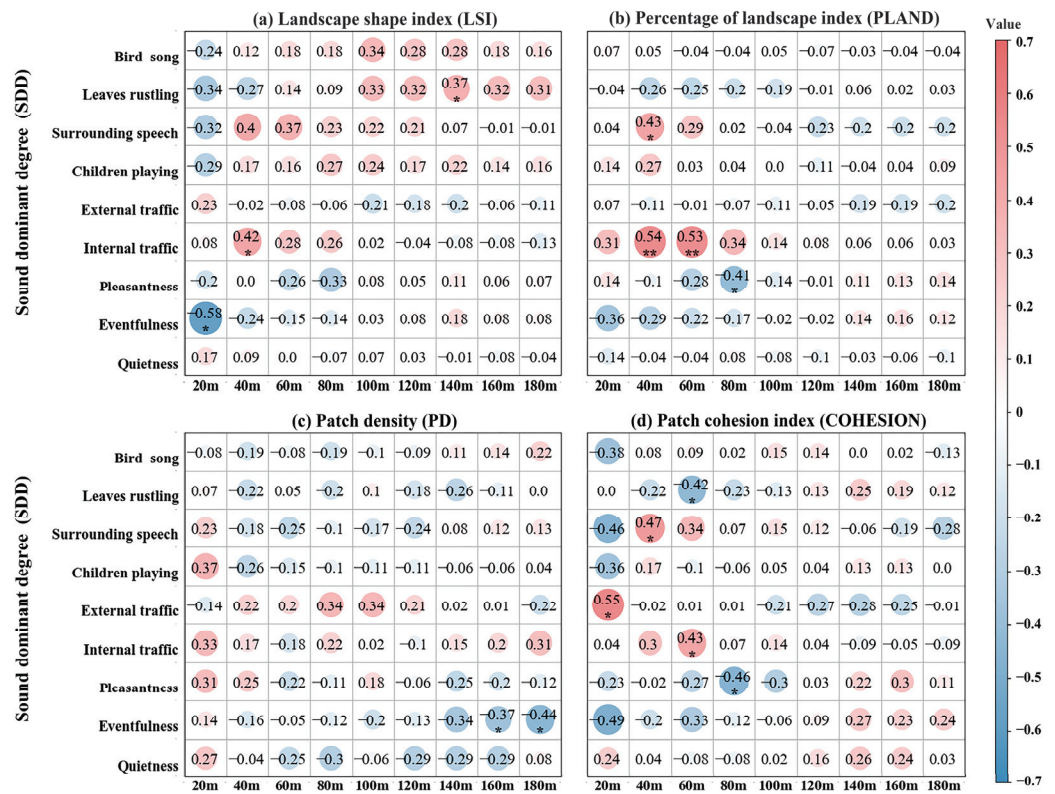 (a) Landscape shape index (LSI) (b) Percentage of landscape index (PLAND) Value
Sound dominant degree (SDD)
Bird song −0.24 0.12 0.18 0.18 0.34 0.28 0.28 0.18 0.16 0.07 0.05 −0.04 −0.04 0.05 −0.07 −0.03 −0.04 −0.04
Leaves rustling −0.34 −0.27 0.14 0.09 0.33 0.32 0.37 * 0.32 0.31 −0.04 −0.26 −0.25 −0.2 −0.19 −0.01 0.06 0.02 0.03
Surrounding speech −0.32 0.4 0.37 0.23 0.22 0.21 0.07 −0.01 −0.01 0.04 0.43 * 0.29 0.02 −0.04 −0.23 −0.2 −0.2 −0.2
Children playing −0.29 0.17 0.16 0.27 0.24 0.17 0.22 0.14 0.16 0.14 0.27 0.03 0.04 0.0 −0.11 −0.04 0.04 0.09
External traffic 0.23 −0.02 −0.08 −0.06 −0.21 −0.18 −0.2 −0.06 −0.11 0.07 −0.11 −0.01 −0.07 −0.11 −0.05 −0.19 −0.19 −0.2
Internal traffic 0.08 0.42 * 0.28 0.26 0.02 −0.04 −0.08 −0.08 −0.13 0.31 0.54 ** 0.53 ** 0.34 0.14 0.08 0.06 0.06 0.03
Pleasantness −0.2 0.0 −0.26 −0.33 0.08 0.05 0.11 0.06 0.07 0.14 −0.1 −0.28 −0.41 * −0.14 −0.01 0.11 0.13 0.14
Eventfulness −0.58 * −0.24 −0.15 −0.14 0.03 0.08 0.18 0.08 0.08 −0.36 −0.29 −0.22 −0.17 −0.02 −0.02 0.14 0.16 0.12
Quietness 0.17 0.09 0.0 −0.07 0.07 0.03 −0.01 −0.08 −0.04 −0.14 −0.04 −0.04 0.08 −0.08 −0.1 −0.03 −0.06 −0.1
20m 40m 60m 80m 100m 120m 140m 160m 180m 20m 40m 60m 80m 100m 120m 140m 160m 180m
(c) Patch density (PD) (d) Patch cohesion index (COHESION)
Sound dominant degree (SDD)
Bird song −0.08 −0.19 −0.08 −0.19 −0.1 −0.09 0.11 0.14 0.22 −0.38 0.08 0.09 0.02 0.15 0.14 0.0 0.02 −0.13
Leaves rustling 0.07 −0.22 0.05 −0.2 0.1 −0.18 −0.26 −0.11 0.0 0.0 −0.22 −0.42 * −0.23 −0.13 0.13 0.25 0.19 0.12
Surrounding speech 0.23 −0.18 −0.25 −0.1 −0.17 −0.24 0.08 0.12 0.13 −0.46 0.47 * 0.34 0.07 0.15 0.12 −0.06 −0.19 −0.28
Children playing 0.37 −0.26 −0.15 −0.1 −0.11 −0.11 −0.06 −0.06 0.04 −0.36 0.17 −0.1 −0.06 0.05 0.04 0.13 0.13 0.0
External traffic −0.14 0.22 0.2 0.34 0.34 0.21 0.02 0.01 −0.22 0.55 * −0.02 0.01 0.01 −0.21 −0.27 −0.28 −0.25 −0.01
Internal traffic 0.33 0.17 −0.18 0.22 0.02 −0.1 0.15 0.2 0.31 0.04 0.3 0.43 * 0.07 0.14 0.04 −0.09 −0.05 −0.09
Pleasantness 0.31 0.25 −0.22 −0.11 0.18 −0.06 −0.25 −0.2 −0.12 −0.23 −0.02 −0.27 −0.46 * −0.3 0.03 0.22 0.3 0.11
Eventfulness 0.14 −0.16 −0.05 −0.12 −0.2 −0.13 −0.34 −0.37 * −0.44 * −0.49 −0.2 −0.33 −0.12 −0.06 0.09 0.27 0.23 0.24
Quietness 0.27 −0.04 −0.25 −0.3 −0.06 −0.29 −0.29 −0.29 0.08 0.24 0.04 −0.08 −0.08 0.02 0.16 0.26 0.24 0.03
20m 40m 60m 80m 100m 120m 140m 160m 180m 20m 40m 60m 80m 100m 120m 140m 160m 180m
0.7
0.6
0.5
0.4
0.3
0.2
0.1
0
−0.1
−0.2
−0.3
−0.4
−0.5
−0.6
−0.7